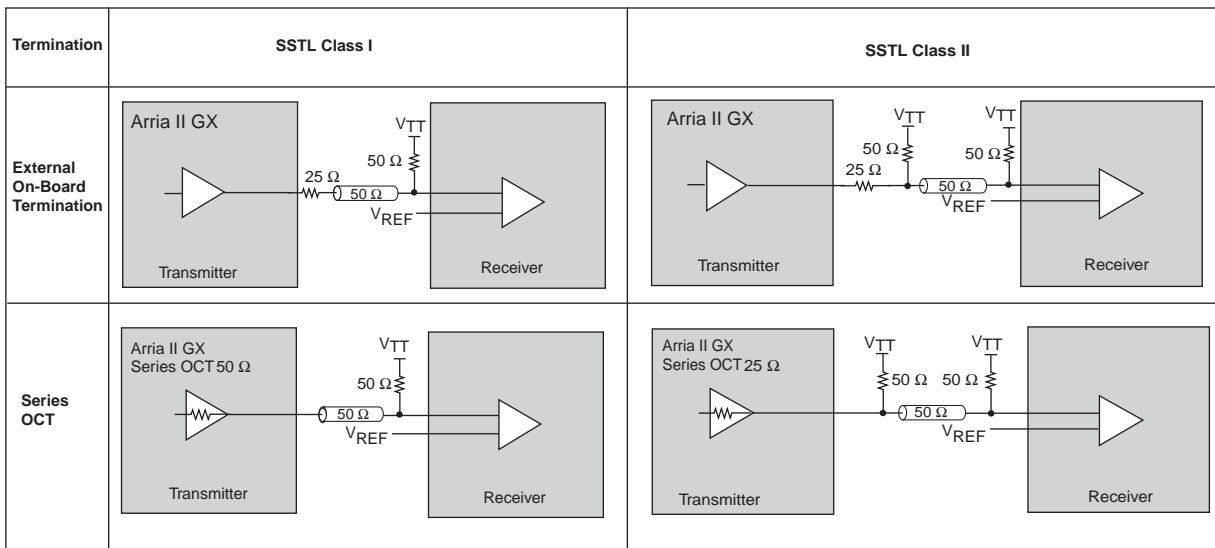 Termination
SSTL Class I
SSTL Class II
External
On-Board
Termination
Arria II GX
VTT
50 Ω
25 Ω
50 Ω
VREF
Transmitter
Receiver
Arria II GX
VTT
VTT
50 Ω
50 Ω
25 Ω
50 Ω
VREF
Transmitter
Receiver
Series
OCT
Arria II GX
Series OCT 50 Ω
VTT
50 Ω
50 Ω
VREF
Transmitter
Receiver
Arria II GX
Series OCT 25 Ω
VTT
VTT
50 Ω
50 Ω
50 Ω
VREF
Transmitter
Receiver